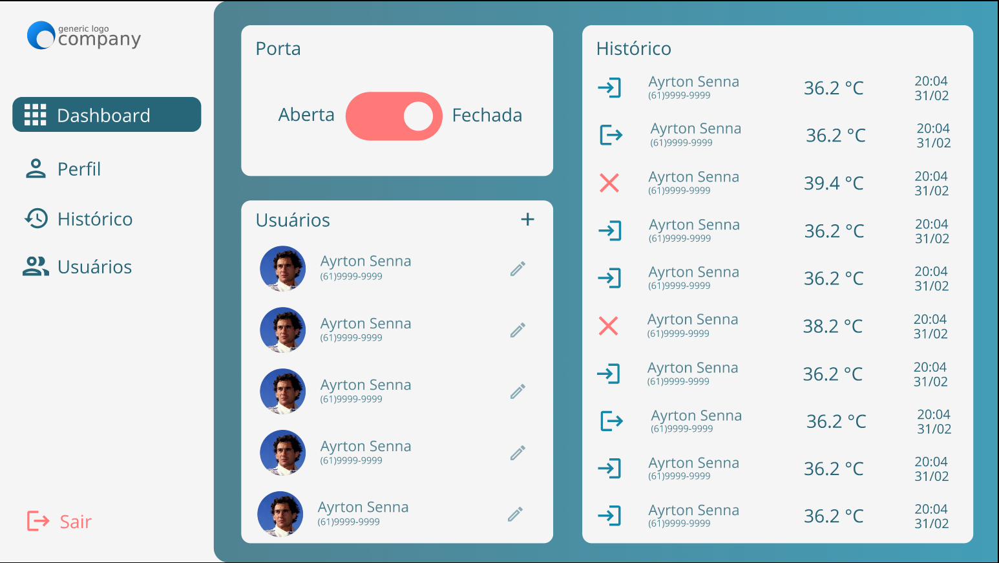 generic logo
company
Dashboard
Perfil
Histórico
Usuários
Sair
Porta
Aberta
Fechada
Usuários
+
Ayrton Senna
(61)9999-9999
Ayrton Senna
(61)9999-9999
Ayrton Senna
(61)9999-9999
Ayrton Senna
(61)9999-9999
Ayrton Senna
(61)9999-9999
Histórico
Ayrton Senna
(61)9999-9999
36.2 °C
20:04
31/02
Ayrton Senna
(61)9999-9999
36.2 °C
20:04
31/02
Ayrton Senna
(61)9999-9999
39.4 °C
20:04
31/02
Ayrton Senna
(61)9999-9999
36.2 °C
20:04
31/02
Ayrton Senna
(61)9999-9999
36.2 °C
20:04
31/02
Ayrton Senna
(61)9999-9999
38.2 °C
20:04
31/02
Ayrton Senna
(61)9999-9999
36.2 °C
20:04
31/02
Ayrton Senna
(61)9999-9999
36.2 °C
20:04
31/02
Ayrton Senna
(61)9999-9999
36.2 °C
20:04
31/02
Ayrton Senna
(61)9999-9999
36.2 °C
20:04
31/02